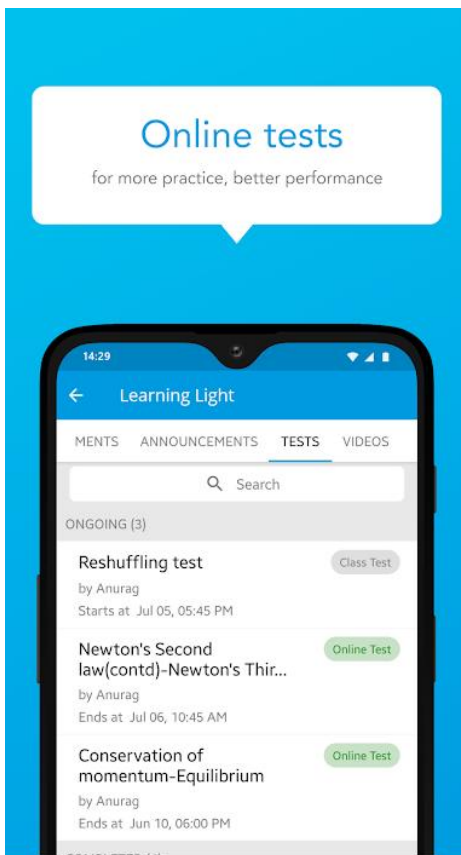 Online tests
for more practice, better performance
14:29
Learning Light
MENTS ANNOUNCEMENTS TESTS VIDEOS
Search
ONGOING (3)
Reshuffling test Class Test
by Anurag
Starts at Jul 05, 05:45 PM
Newton's Second Online Test
law(contd)-Newton's Thir...
by Anurag
Ends at Jul 06, 10:45 AM
Conservation of Online Test
momentum-Equilibrium
by Anurag
Ends at Jun 10, 06:00 PM